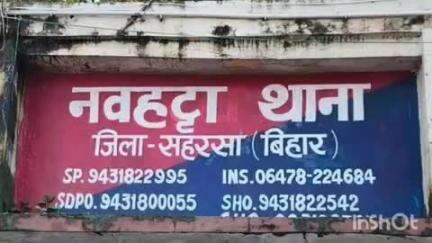 नवहट्टा थाना
जिला-सहरसा (बिहार)
SP. 9431822995 INS. 06478-224684
SDPO. 9431800055 SHO. 9431822542
InShOt